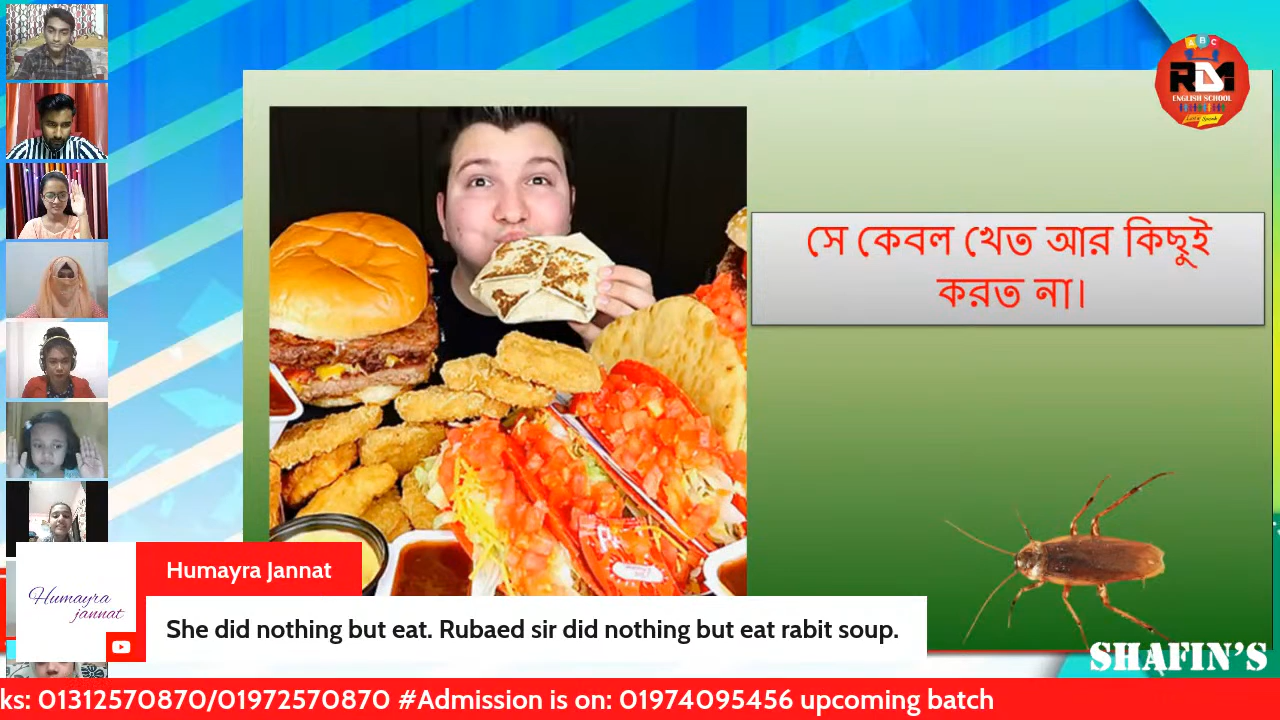 A B C
RDM
ENGLISH SCHOOL
সে কেবল খেত আর কিছুই
করত না।
Humayra
jannat
Humayra Jannat
She did nothing but eat. Rubaed sir did nothing but eat rabit soup.
SHAFIN'S
ks: 01312570870/01972570870 #Admission is on: 01974095456 upcoming batch